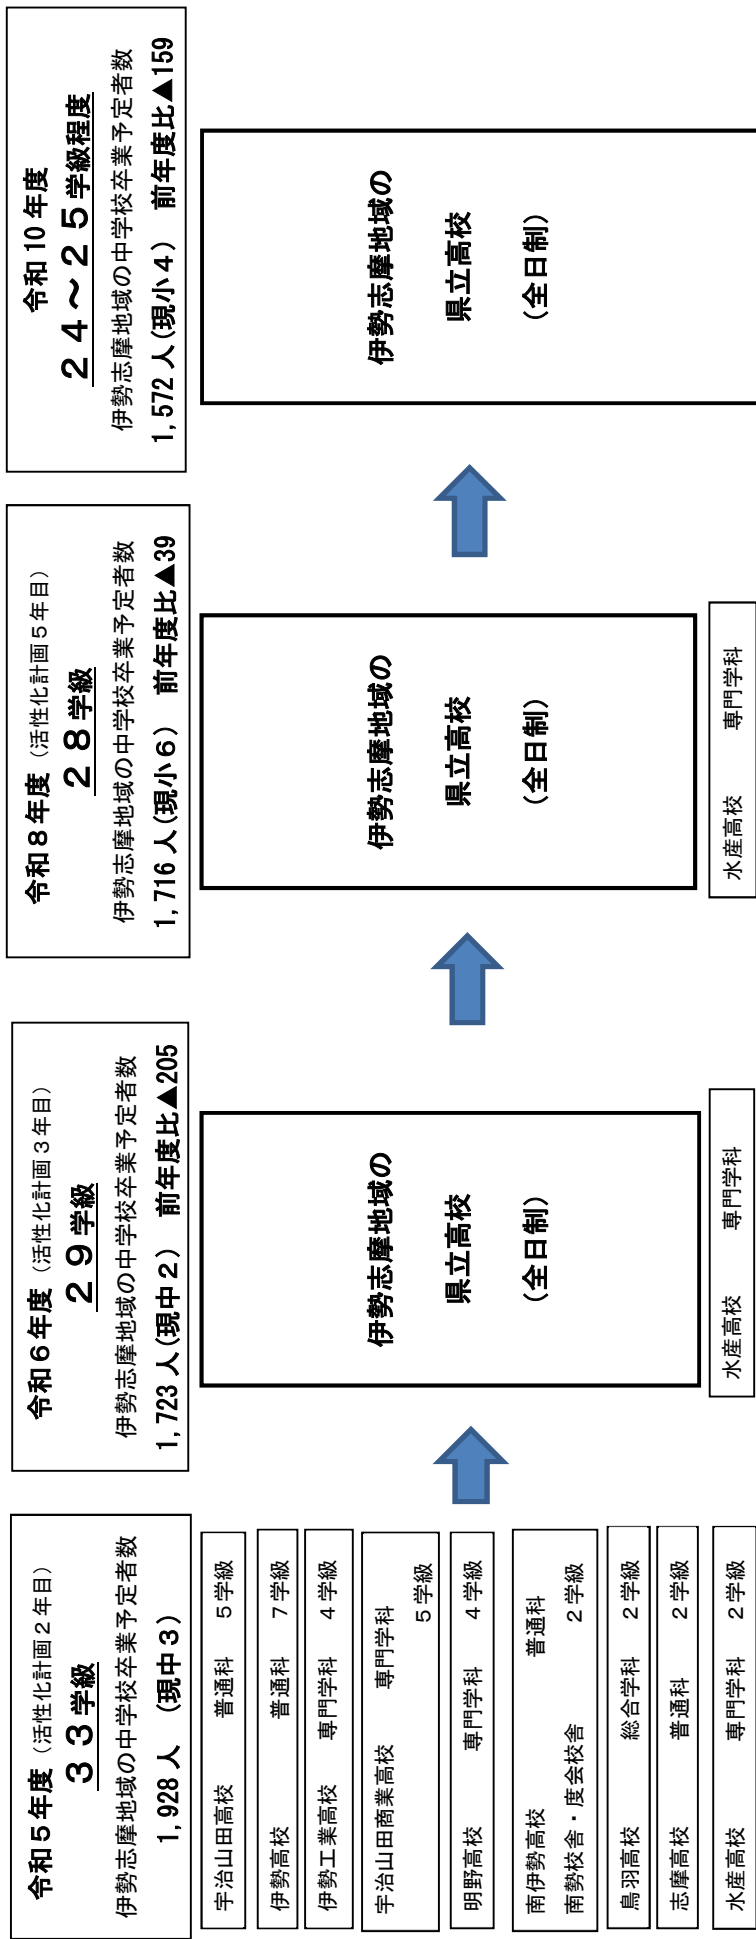 令和5年度（活性化計画2年目）
33学級
伊勢志摩地域の中学校卒業予定者数
1,928人（現中3）
宇治山田高校　普通科　5学級
伊勢高校　普通科　7学級
伊勢工業高校　専門学科　4学級
宇治山田商業高校　専門学科
5学級
明野高校　専門学科　4学級
南伊勢高校　普通科
南勢校舎・度会校舎　2学級
鳥羽高校　総合学科　2学級
志摩高校　普通科　2学級
水産高校　専門学科　2学級
令和6年度（活性化計画3年目）
29学級
伊勢志摩地域の中学校卒業予定者数
1,723人（現中2）　前年度比▲205
伊勢志摩地域の
県立高校
（全日制）
水産高校　専門学科
令和8年度（活性化計画5年目）
28学級
伊勢志摩地域の中学校卒業予定者数
1,716人（現小6）　前年度比▲39
伊勢志摩地域の
県立高校
（全日制）
水産高校　専門学科
令和10年度
24～25学級程度
伊勢志摩地域の中学校卒業予定者数
1,572人（現小4）　前年度比▲159
伊勢志摩地域の
県立高校
（全日制）